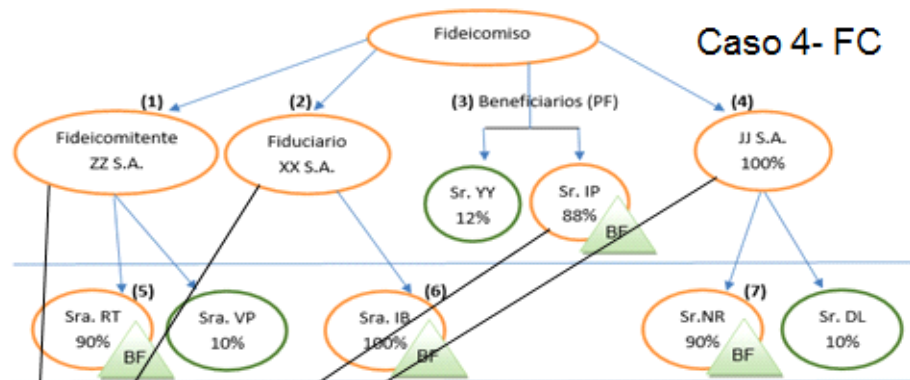 Fideicomiso
Caso 4- FC
(1)
(2)
(3) Beneficiarios (PF)
(4)
Fideicomitente
ZZ S.A.
Fiduciario
XX S.A.
JJ S.A.
100%
Sr. YY
12%
Sr. IP
88%
BF
(5)
Sra. RT
90%
BF
Sra. VP
10%
(6)
Sra. IB
100%
BF
(7)
Sr.NR
90%
BF
Sr. DL
10%